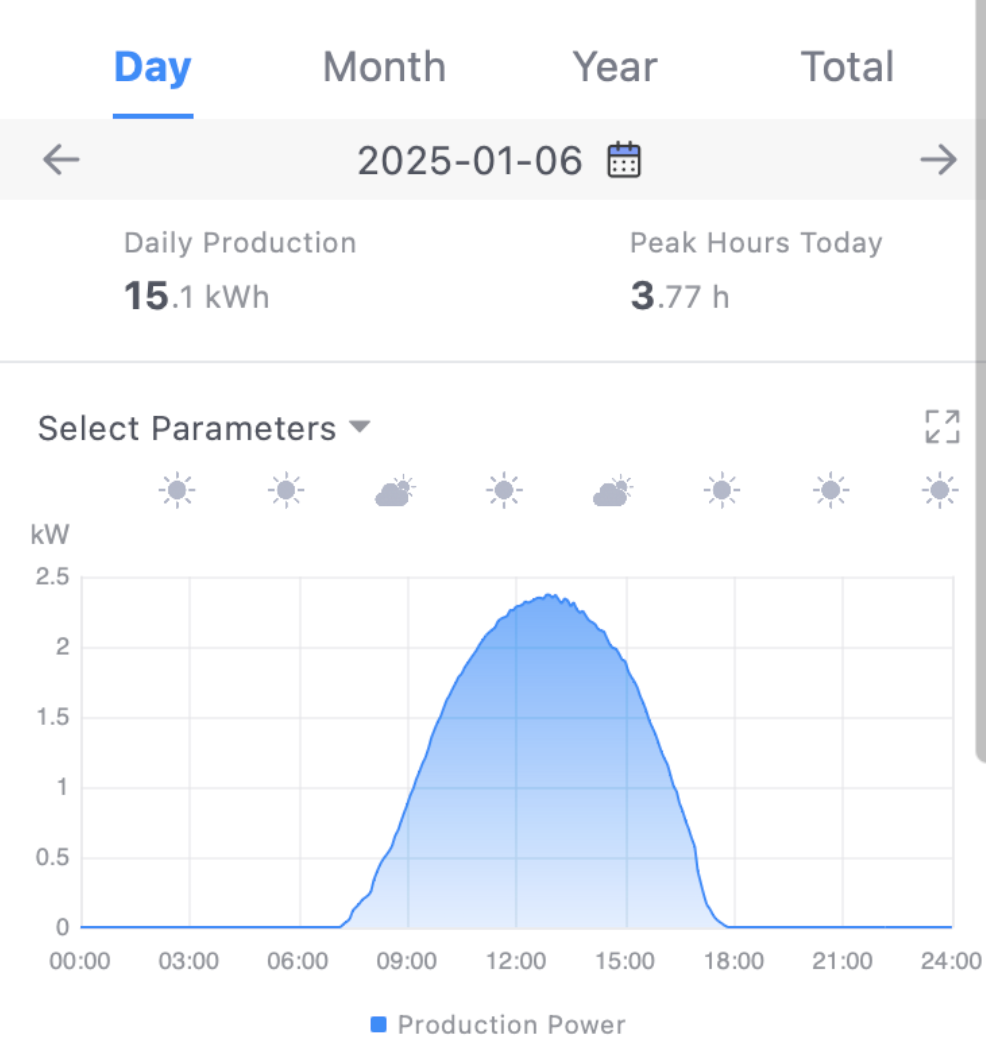 Day Month Year Total
2025-01-06
Daily Production Peak Hours Today
15.1 kWh 3.77 h
Select Parameters
kW
2.5
2
1.5
1
0.5
0
00:00 03:00 06:00 09:00 12:00 15:00 18:00 21:00 24:00
Production Power